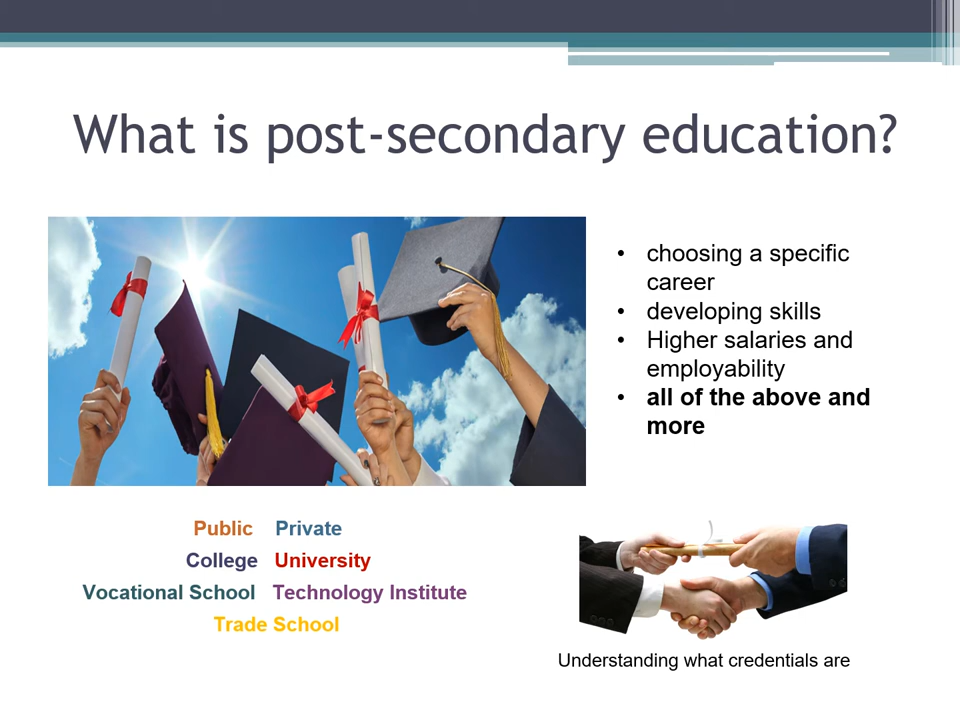 What is post-secondary education?
• choosing a specific
career
• developing skills
• Higher salaries and
employability
• all of the above and
more
Public Private
College University
Vocational School Technology Institute
Trade School
Understanding what credentials are